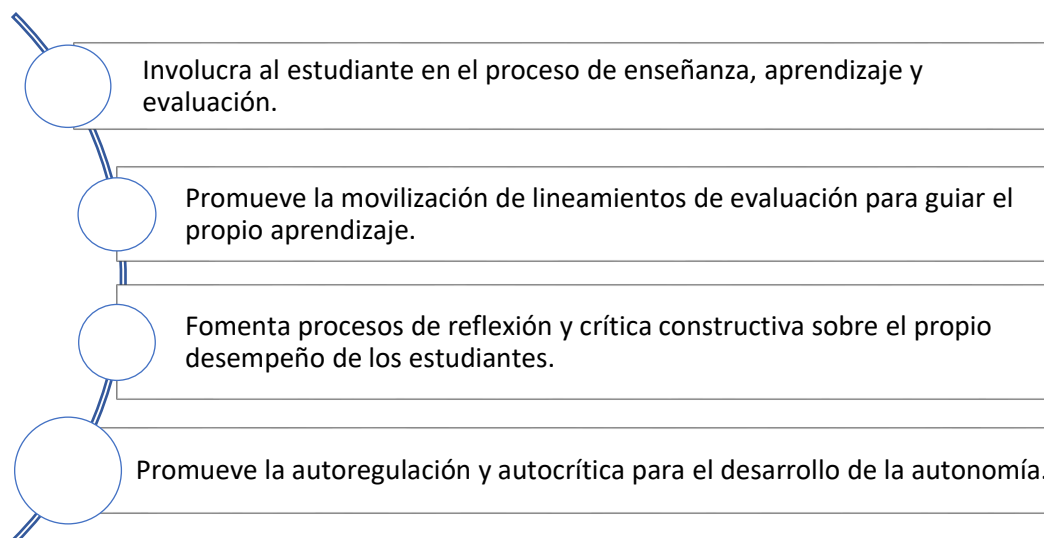 Involucra al estudiante en el proceso de enseñanza, aprendizaje y
evaluación.
Promueve la movilización de lineamientos de evaluación para guiar el
propio aprendizaje.
Fomenta procesos de reflexión y crítica constructiva sobre el propio
desempeño de los estudiantes.
Promueve la autoregulación y autocrítica para el desarrollo de la autonomía.